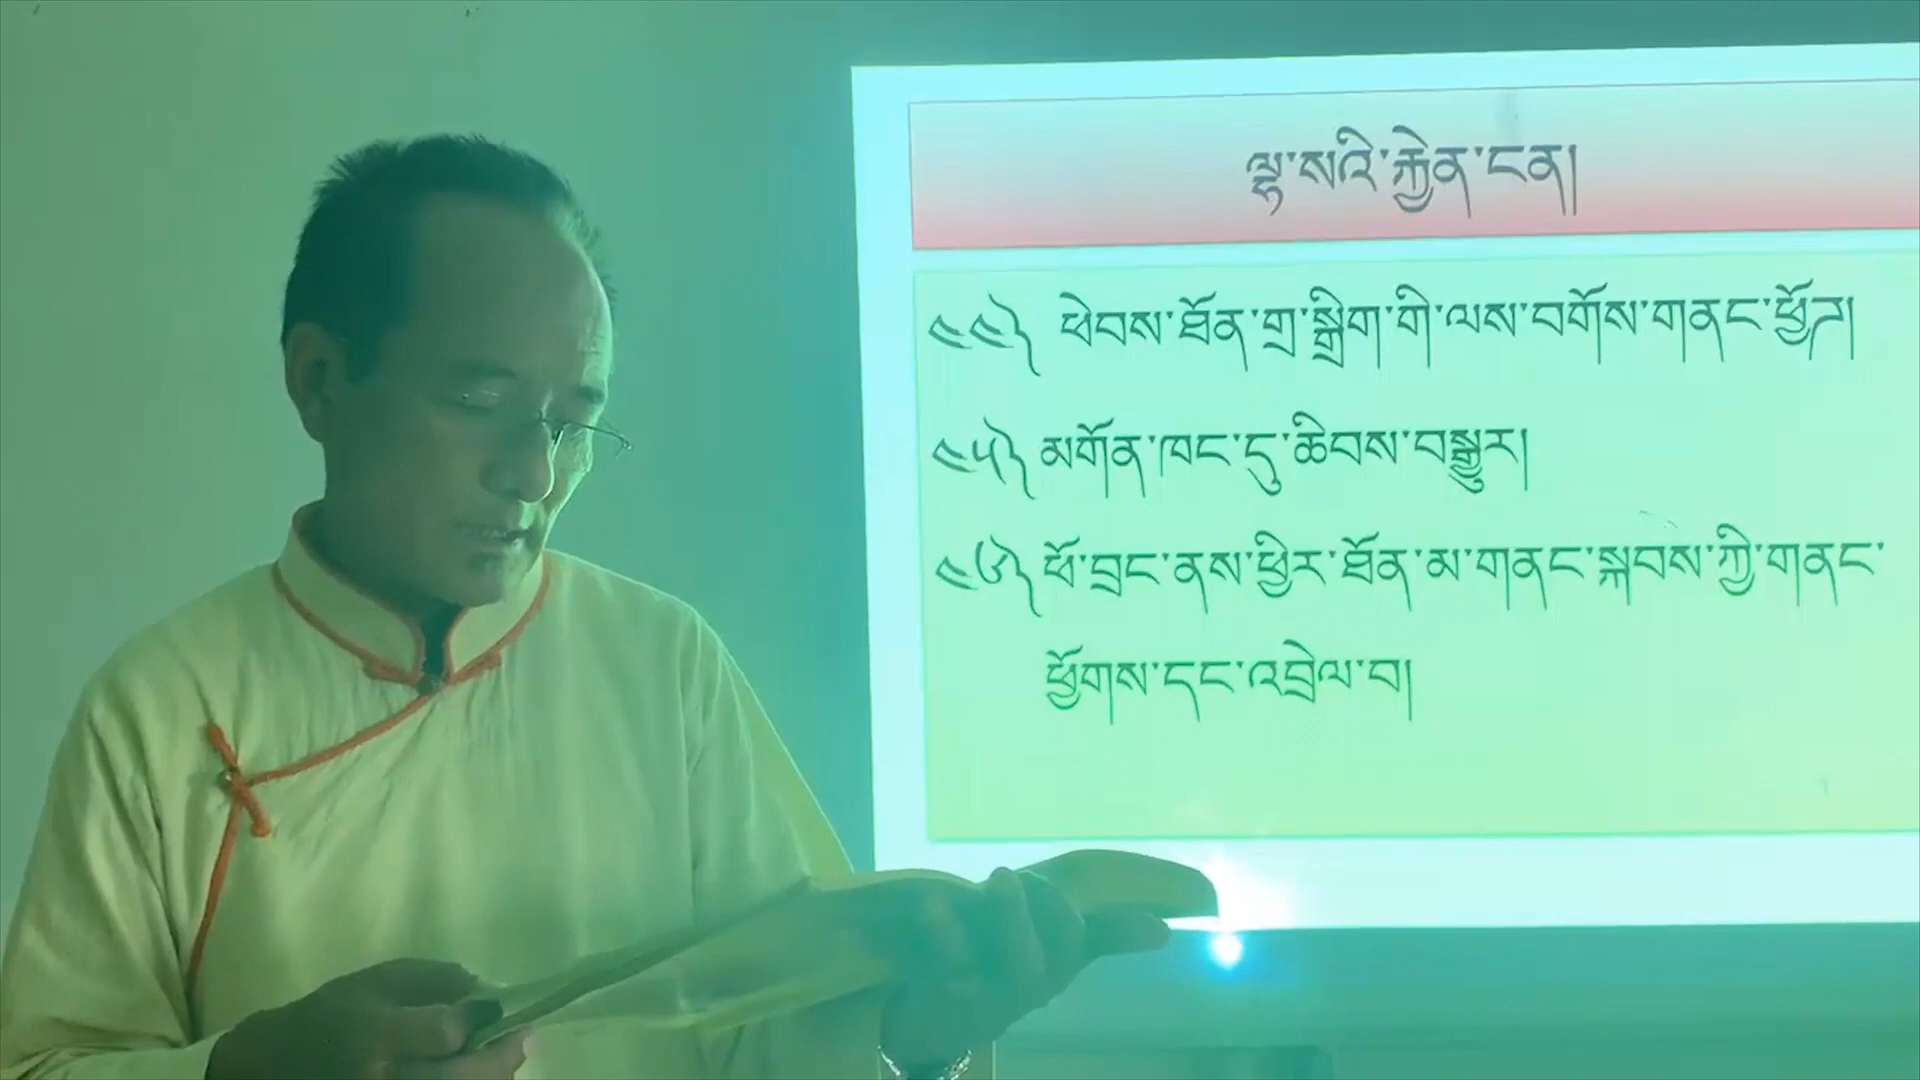 ལྷ་སའི་རྐྱེན་ངན།
༤༤༽ ཕེབས་ཐོན་གྲ་སྒྲིག་གི་ལས་བགོས་གནང་ཕྱོཊ།
༤༥༽ མགོན་ཁང་དུ་ཆིབས་བསྒྱུར།
༤༦༽ ཕོ་བྲང་ནས་ཕྱིར་ཐོན་མ་གནང་སྐབས་ཀྱི་གནང་
ཕྱོགས་དང་འབྲེལ་བ།